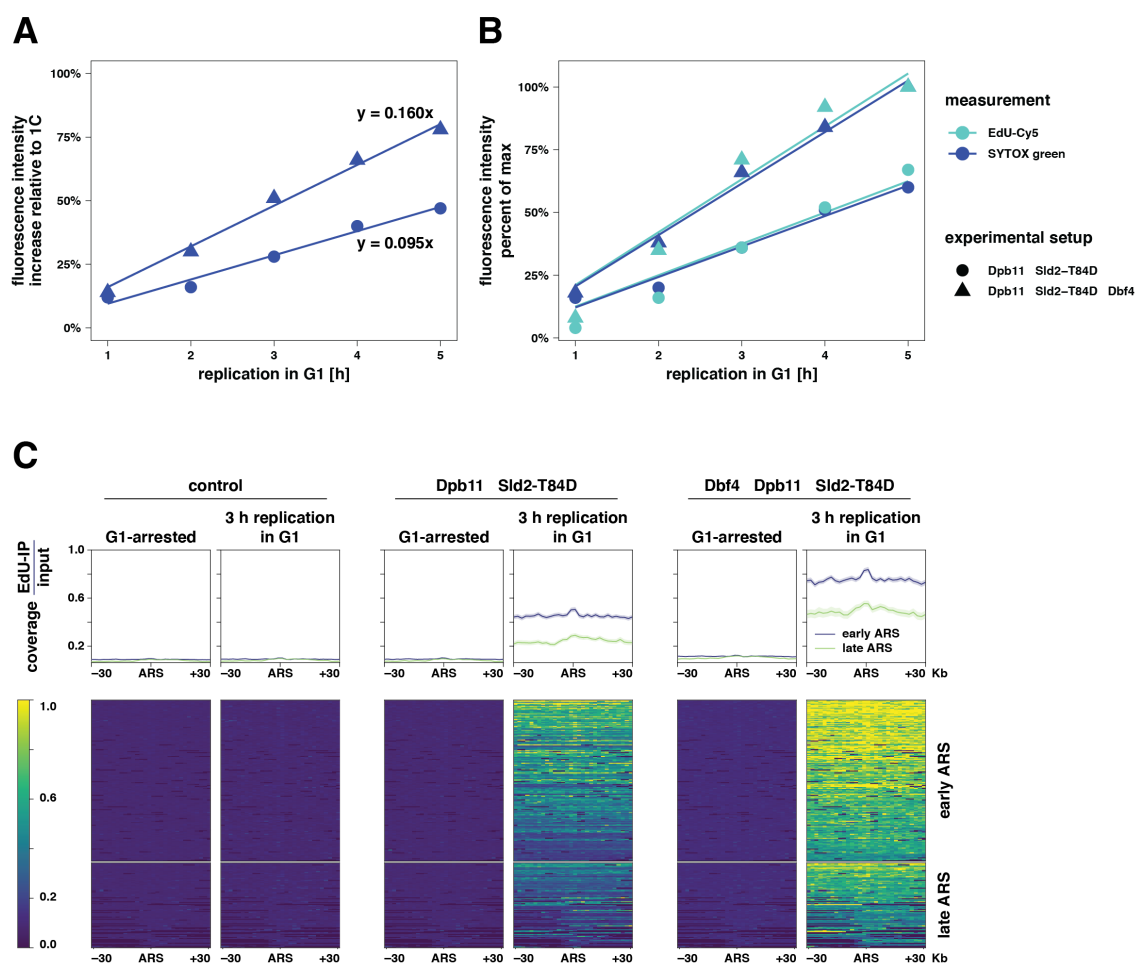 A
fluorescence intensity
increase relative to 1C
100%
75%
50%
25%
0%
y = 0.160x
y = 0.095x
1 2 3 4 5
replication in G1 [h]
B
fluorescence intensity
percent of max
100%
75%
50%
25%
0%
1 2 3 4 5
replication in G1 [h]
measurement
EdU-Cy5
SYTOX green
experimental setup
Dpb11 Sld2–T84D
Dpb11 Sld2–T84D Dbf4
C
control
Dpb11 Sld2-T84D
Dbf4 Dpb11 Sld2-T84D
G1-arrested
3 h replication
in G1
G1-arrested
3 h replication
in G1
G1-arrested
3 h replication
in G1
coverage EdU-IP
input
1.0
0.6
0.2
early ARS
late ARS
–30 ARS +30
–30 ARS +30
–30 ARS +30
–30 ARS +30
–30 ARS +30
–30 ARS +30 Kb
1.0
0.6
0.2
0.0
early ARS
late ARS
–30 ARS +30
–30 ARS +30
–30 ARS +30
–30 ARS +30
–30 ARS +30
–30 ARS +30 Kb